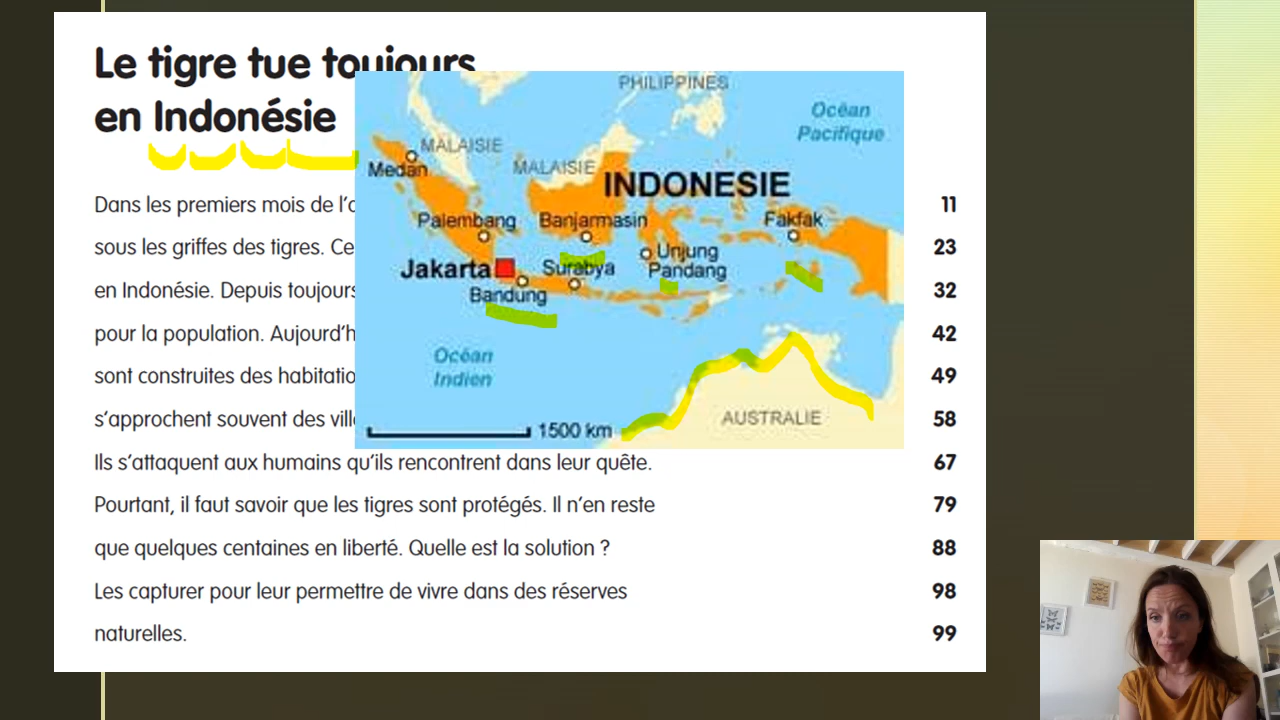 Le tigre tue toujours
en Indonésie
Dans les premiers mois de l'a
11
sous les griffes des tigres. Ce
23
en Indonésie. Depuis toujours
32
pour la population. Aujourd'h
42
sont construites des habitatio
49
s'approchent souvent des ville
58
Ils s'attaquent aux humains qu'ils rencontrent dans leur quête.
67
Pourtant, il faut savoir que les tigres sont protégés. Il n'en reste
79
que quelques centaines en liberté. Quelle est la solution ?
88
Les capturer pour leur permettre de vivre dans des réserves
98
naturelles.
99
PHILIPPINES
Océan
Pacifique
MALAISIE
MALAISIE
Medan
INDONESIE
Palembang
Banjarmasin
Fakfak
Unjung
Pandang
Jakarta
Surabya
Bandung
Océan
Indien
AUSTRALIE
1500 km